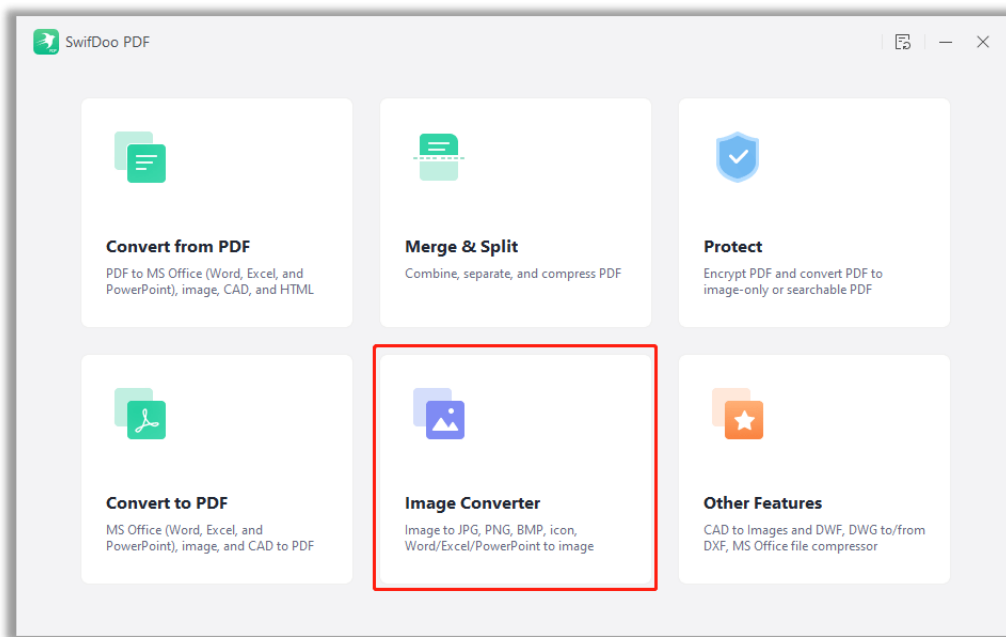 SwifDoo PDF
Convert from PDF
PDF to MS Office (Word, Excel, and
PowerPoint), image, CAD, and HTML
Merge & Split
Combine, separate, and compress PDF
Protect
Encrypt PDF and convert PDF to
image-only or searchable PDF
Convert to PDF
MS Office (Word, Excel, and
PowerPoint), image, and CAD to PDF
Image Converter
Image to JPG, PNG, BMP, icon,
Word/Excel/PowerPoint to image
Other Features
CAD to Images and DWF, DWG to/from
DXF, MS Office file compressor